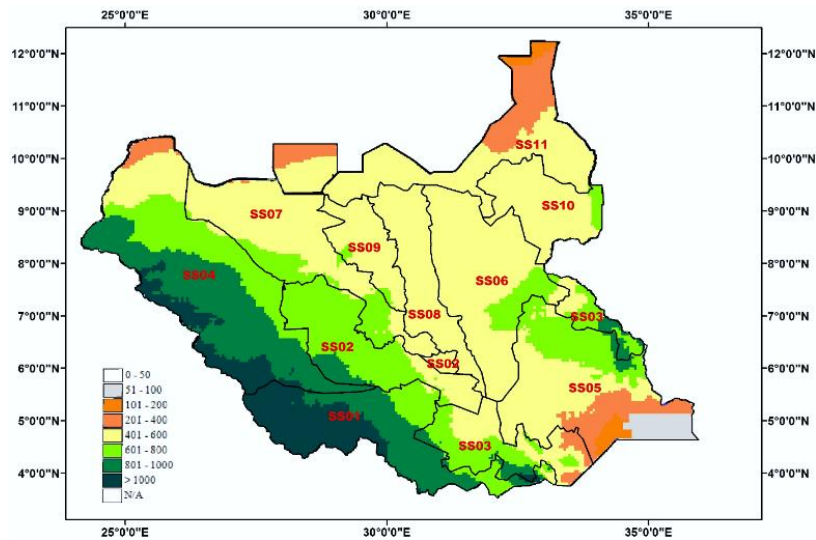 25°0'0"E 30°0'0"E 35°0'0"E
12°0'0"N 12°0'0"N
11°0'0"N 11°0'0"N
SS11
10°0'0"N 10°0'0"N
SS10
9°0'0"N 9°0'0"N
SS07
SS09
8°0'0"N 8°0'0"N
SS04 SS06
7°0'0"N SS08 SS03 7°0'0"N
SS02
6°0'0"N SS02 6°0'0"N
SS05
5°0'0"N SS01 5°0'0"N
SS03
4°0'0"N 4°0'0"N
0 - 50
51 - 100
101 - 200
201 - 400
401 - 600
601 - 800
801 - 1000
> 1000
N/A
25°0'0"E 30°0'0"E 35°0'0"E